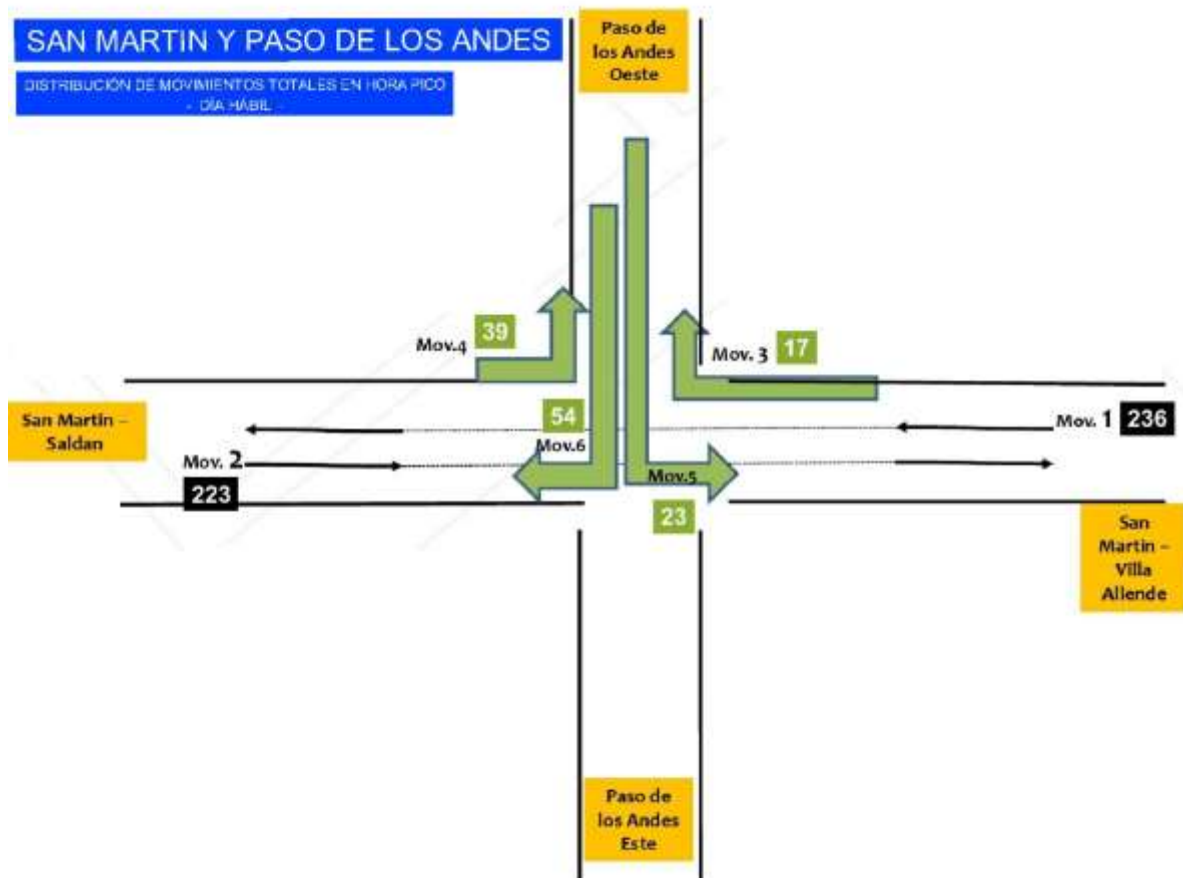 SAN MARTIN Y PASO DE LOS ANDES
DISTRIBUCIÓN DE MOVIMIENTOS TOTALES EN HORA PICO
- DÍA HÁBIL -
Paso de
los Andes
Oeste
Mov.4 39
Mov. 3 17
San Martin –
Saldan
54
Mov.6
Mov. 1 236
Mov. 2
223
Mov.5
23
San
Martin –
Villa
Allende
Paso de
los Andes
Este